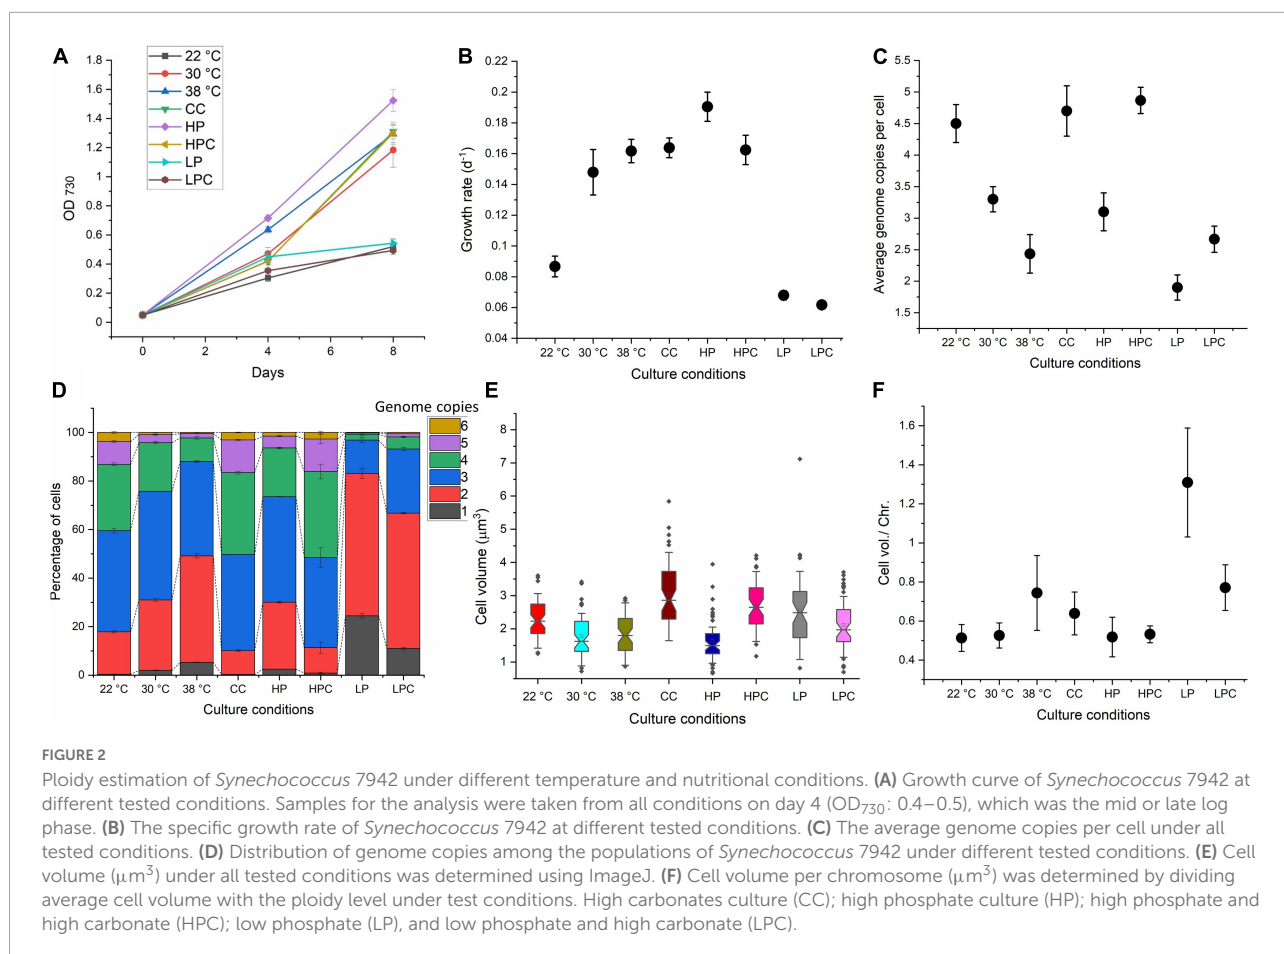 A
22 °C
30 °C
38 °C
CC
HP
HPC
LP
LPC
1.8
1.6
1.4
1.2
1
0.8
0.6
0.4
0.2
0
OD 730
0 2 4 6 8
Days
B
0.22
0.2
0.18
0.16
0.14
0.12
0.1
0.08
0.06
0.04
Growth rate (d⁻¹)
22 °C 30 °C 38 °C CC HP HPC LP LPC
Culture conditions
C
5.5
5
4.5
4
3.5
3
2.5
2
1.5
Average genome copies per cell
22 °C 30 °C 38 °C CC HP HPC LP LPC
Culture conditions
D
Genome copies
6
5
4
3
2
1
100
80
60
40
20
0
Percentage of cells
22 °C 30 °C 38 °C CC HP HPC LP LPC
Culture conditions
E
8
7
6
5
4
3
2
1
Cell volume (μm³)
22 °C 30 °C 38 °C CC HP HPC LP LPC
Culture conditions
F
1.6
1.4
1.2
1
0.8
0.6
0.4
Cell vol./ Chr.
22 °C 30 °C 38 °C CC HP HPC LP LPC
Culture conditions
FIGURE 2
Ploidy estimation of Synechococcus 7942 under different temperature and nutritional conditions. (A) Growth curve of Synechococcus 7942 at
different tested conditions. Samples for the analysis were taken from all conditions on day 4 (OD₇₃₀: 0.4–0.5), which was the mid or late log
phase. (B) The specific growth rate of Synechococcus 7942 at different tested conditions. (C) The average genome copies per cell under all
tested conditions. (D) Distribution of genome copies among the populations of Synechococcus 7942 under different tested conditions. (E) Cell
volume (μm³) under all tested conditions was determined using ImageJ. (F) Cell volume per chromosome (μm³) was determined by dividing
average cell volume with the ploidy level under test conditions. High carbonates culture (CC); high phosphate culture (HP); high phosphate and
high carbonate (HPC); low phosphate (LP), and low phosphate and high carbonate (LPC).